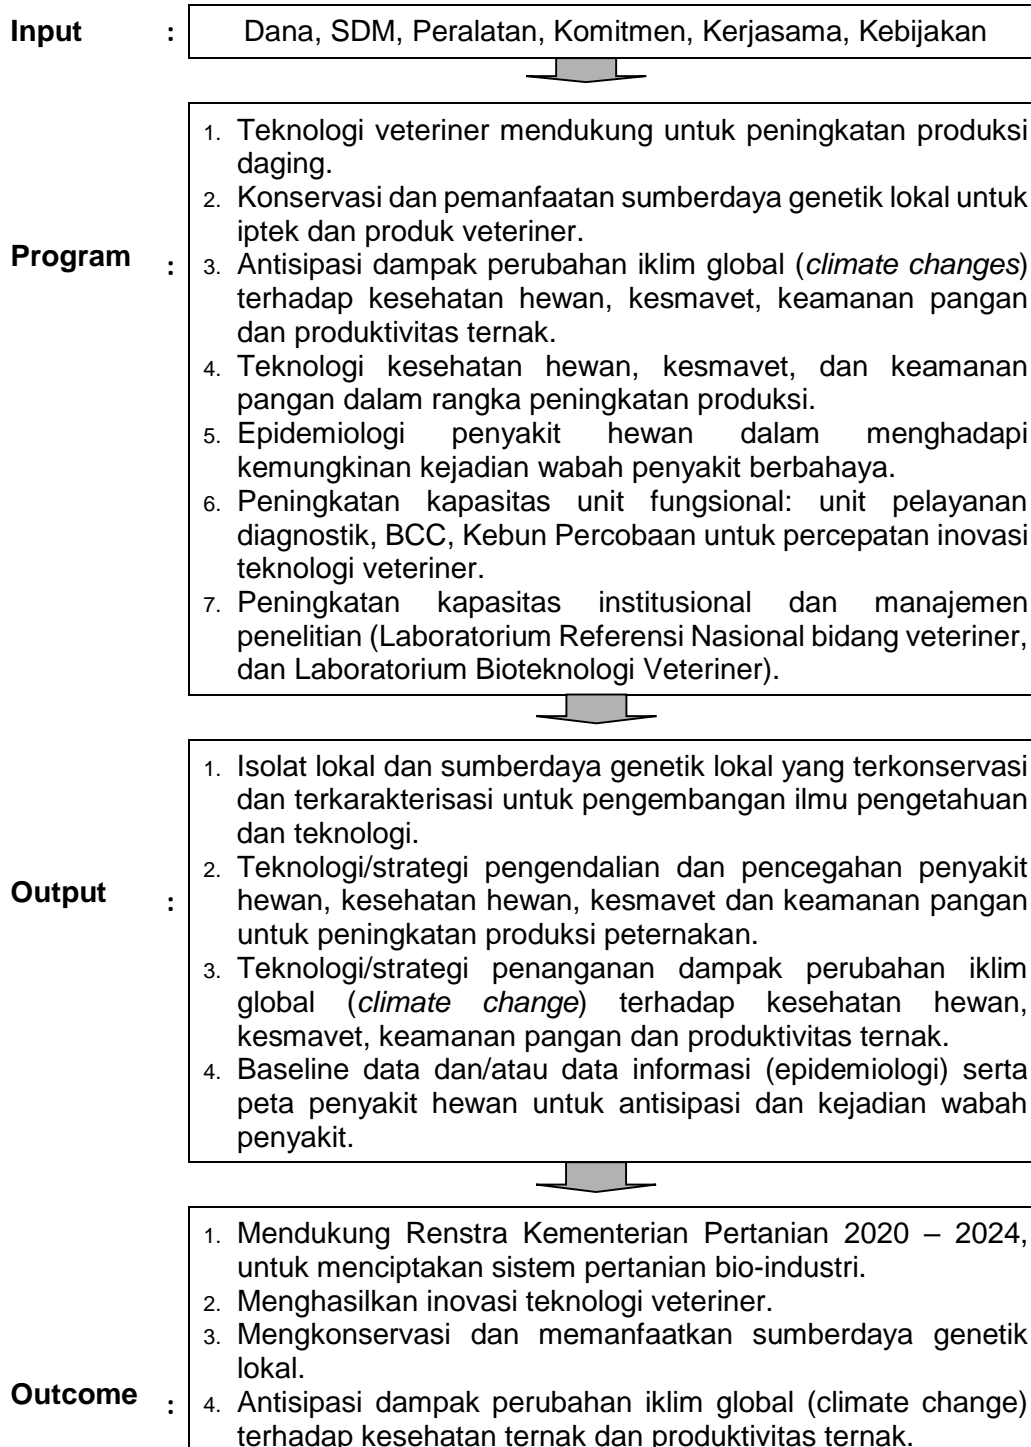 Input : Dana, SDM, Peralatan, Komitmen, Kerjasama, Kebijakan
1. Teknologi veteriner mendukung untuk peningkatan produksi
daging.
2. Konservasi dan pemanfaatan sumberdaya genetik lokal untuk
iptek dan produk veteriner.
Program : 3. Antisipasi dampak perubahan iklim global (climate changes)
terhadap kesehatan hewan, kesmavet, keamanan pangan
dan produktivitas ternak.
4. Teknologi kesehatan hewan, kesmavet, dan keamanan
pangan dalam rangka peningkatan produksi.
5. Epidemiologi penyakit hewan dalam menghadapi
kemungkinan kejadian wabah penyakit berbahaya.
6. Peningkatan kapasitas unit fungsional: unit pelayanan
diagnostik, BCC, Kebun Percobaan untuk percepatan inovasi
teknologi veteriner.
7. Peningkatan kapasitas institusional dan manajemen
penelitian (Laboratorium Referensi Nasional bidang veteriner,
dan Laboratorium Bioteknologi Veteriner).
1. Isolat lokal dan sumberdaya genetik lokal yang terkonservasi
dan terkarakterisasi untuk pengembangan ilmu pengetahuan
dan teknologi.
2. Teknologi/strategi pengendalian dan pencegahan penyakit
Output : hewan, kesehatan hewan, kesmavet dan keamanan pangan
untuk peningkatan produksi peternakan.
3. Teknologi/strategi penanganan dampak perubahan iklim
global (climate change) terhadap kesehatan hewan,
kesmavet, keamanan pangan dan produktivitas ternak.
4. Baseline data dan/atau data informasi (epidemiologi) serta
peta penyakit hewan untuk antisipasi dan kejadian wabah
penyakit.
1. Mendukung Renstra Kementerian Pertanian 2020 – 2024,
untuk menciptakan sistem pertanian bio-industri.
2. Menghasilkan inovasi teknologi veteriner.
3. Mengkonservasi dan memanfaatkan sumberdaya genetik
lokal.
Outcome : 4. Antisipasi dampak perubahan iklim global (climate change)
terhadap kesehatan ternak dan produktivitas ternak.